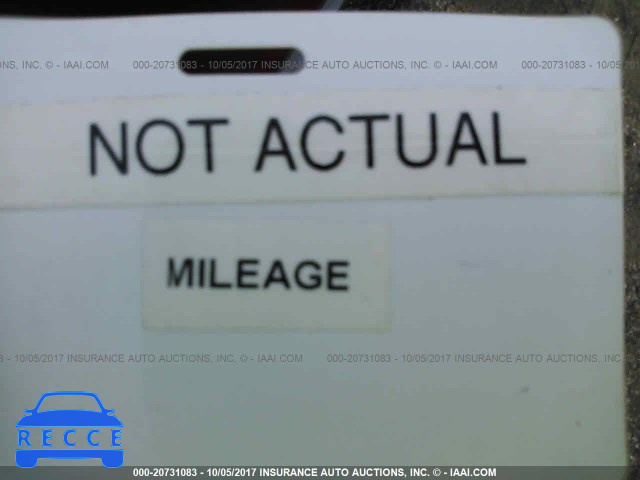 NS, INC. © - IAAI.COM 000-20731083 - 10/05/2017 INSURANCE AUTO AUCTIONS, INC. © - IAAI.COM 000-20731083 - 10/05/2017
NOT ACTUAL
MILEAGE
3 - 10/05/2017 INSURANCE AUTO AUCTIONS, INC. © - IAAI.COM 000-20731083 - 10/05/2017 INSURANCE AUTO AUCTIONS, INC.
RECCE
000-20731083 - 10/05/2017 INSURANCE AUTO AUCTIONS, INC. © - IAAI.COM